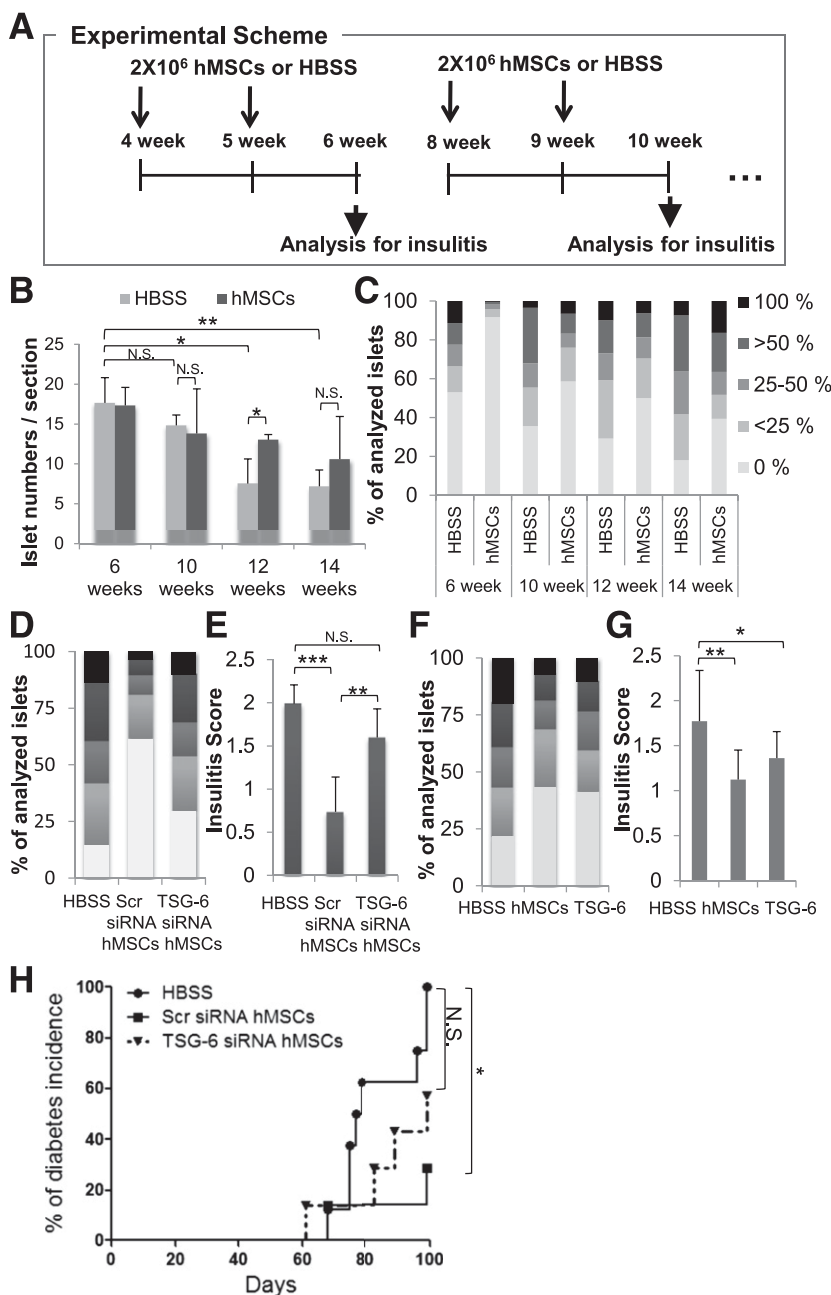 A
Experimental Scheme
2X10⁶ hMSCs or HBSS
2X10⁶ hMSCs or HBSS
4 week 5 week 6 week 8 week 9 week 10 week
...
Analysis for insulitis
Analysis for insulitis
B
HBSS hMSCs
Islet numbers / section
25
20
15
10
5
0
**
*
N.S.
N.S.
*
N.S.
6 10 12 14
weeks weeks weeks weeks
C
% of analyzed islets
100
80
60
40
20
0
HBSS
hMSCs
HBSS
hMSCs
HBSS
hMSCs
HBSS
hMSCs
6 week 10 week 12 week 14 week
100 %
>50 %
25-50 %
<25 %
0 %
D
% of analyzed islets
100
75
50
25
0
HBSS Scr TSG-6
siRNA siRNA
hMSCs hMSCs
E
Insulitis Score
2.5
2
1.5
1
0.5
0
N.S.
***
**
HBSS Scr TSG-6
siRNA siRNA
hMSCs hMSCs
F
% of analyzed islets
100
75
50
25
0
HBSS hMSCs TSG-6
G
Insulitis Score
2.5
2
1.5
1
0.5
0
*
**
HBSS hMSCs TSG-6
H
% of diabetes incidence
100
80
60
40
20
0
HBSS
Scr siRNA hMSCs
TSG-6 siRNA hMSCs
N.S.
*
0 20 40 60 80 100
Days